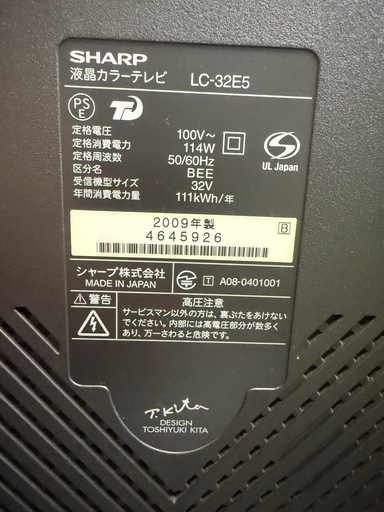 SHARP
液晶カラーテレビ LC-32E5
PS
E
定格電圧 100V～
定格消費電力 114W
定格周波数 50/60Hz
区分名 BEE
受信機型サイズ 32V
年間消費電力量 111kWh/年
UL Japan
2009年製
B
4645926
シャープ株式会社
MADE IN JAPAN
T A08-0401001
警告 高圧注意
サービスマン以外の方は、裏ぶたをあけない
でください。内部には高電圧部分が数多く
あり、万一さわると危険です。
T. Kita
DESIGN
TOSHIYUKI KITA